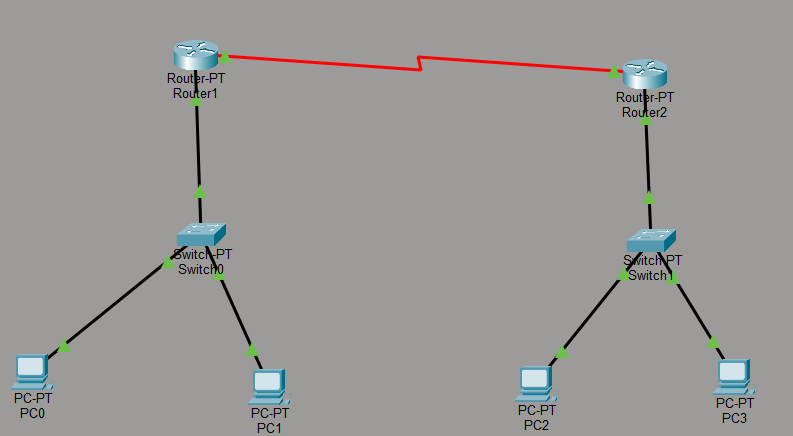 Router-PT
Router1
Router-PT
Router2
Switch-PT
Switch0
Switch-PT
Switch1
PC-PT
PC0
PC-PT
PC1
PC-PT
PC2
PC-PT
PC3